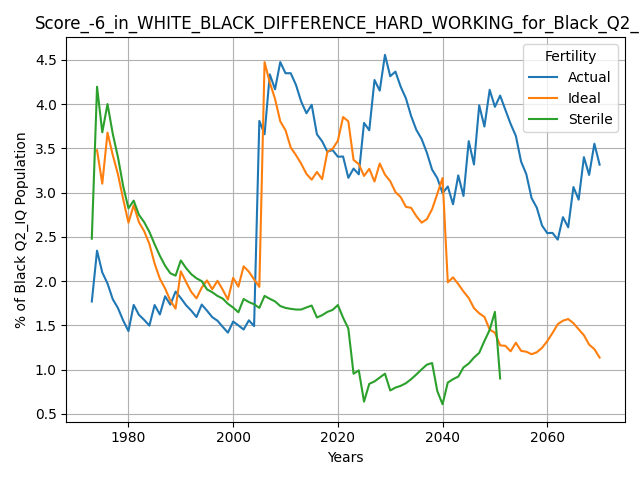 Score_-6_in_WHITE_BLACK_DIFFERENCE_HARD_WORKING_for_Black_Q2_
Fertility
Actual
Ideal
Sterile
% of Black Q2_IQ Population
4.5
4.0
3.5
3.0
2.5
2.0
1.5
1.0
0.5
1980
2000
2020
2040
2060
Years